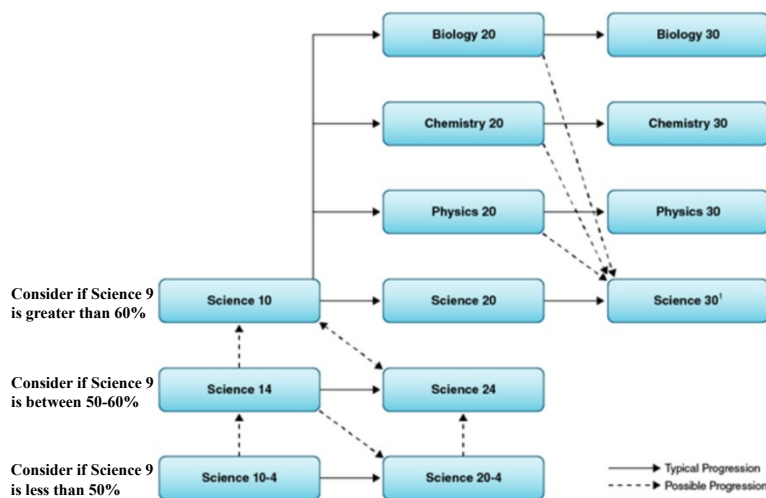 Biology 20
Biology 30
Chemistry 20
Chemistry 30
Physics 20
Physics 30
Consider if Science 9
is greater than 60%
Science 10
Science 20
Science 30¹
Consider if Science 9
is between 50-60%
Science 14
Science 24
Consider if Science 9
is less than 50%
Science 10-4
Science 20-4
Typical Progression
Possible Progression